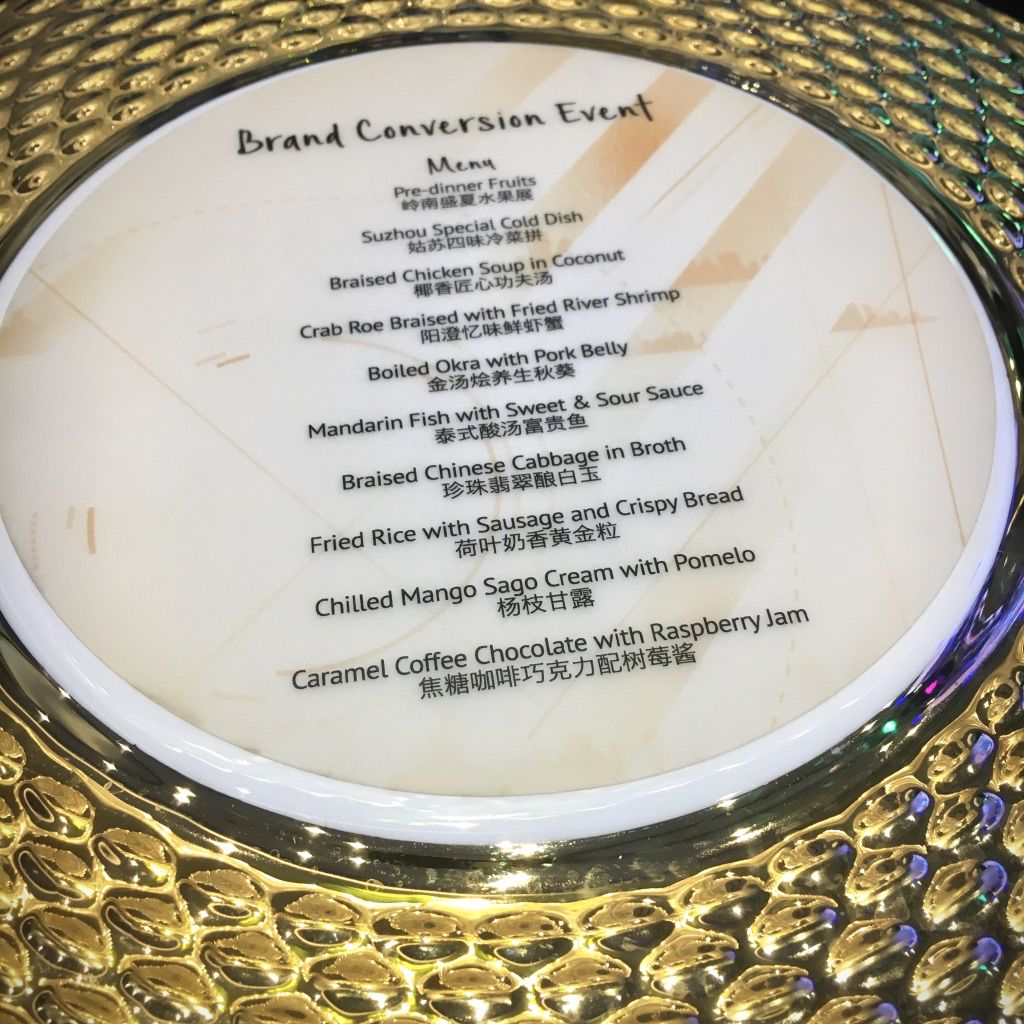 Brand Conversion Event
Menu
Pre-dinner Fruits
岭南盛夏水果展
Suzhou Special Cold Dish
姑苏四味冷菜拼
Braised Chicken Soup in Coconut
椰香匠心功夫汤
Crab Roe Braised with Fried River Shrimp
阳澄忆味鲜虾蟹
Boiled Okra with Pork Belly
金汤烩养生秋葵
Mandarin Fish with Sweet & Sour Sauce
泰式酸汤富贵鱼
Braised Chinese Cabbage in Broth
珍珠翡翠酿白玉
Fried Rice with Sausage and Crispy Bread
荷叶奶香黄金粒
Chilled Mango Sago Cream with Pomelo
杨枝甘露
Caramel Coffee Chocolate with Raspberry Jam
焦糖咖啡巧克力配树莓酱